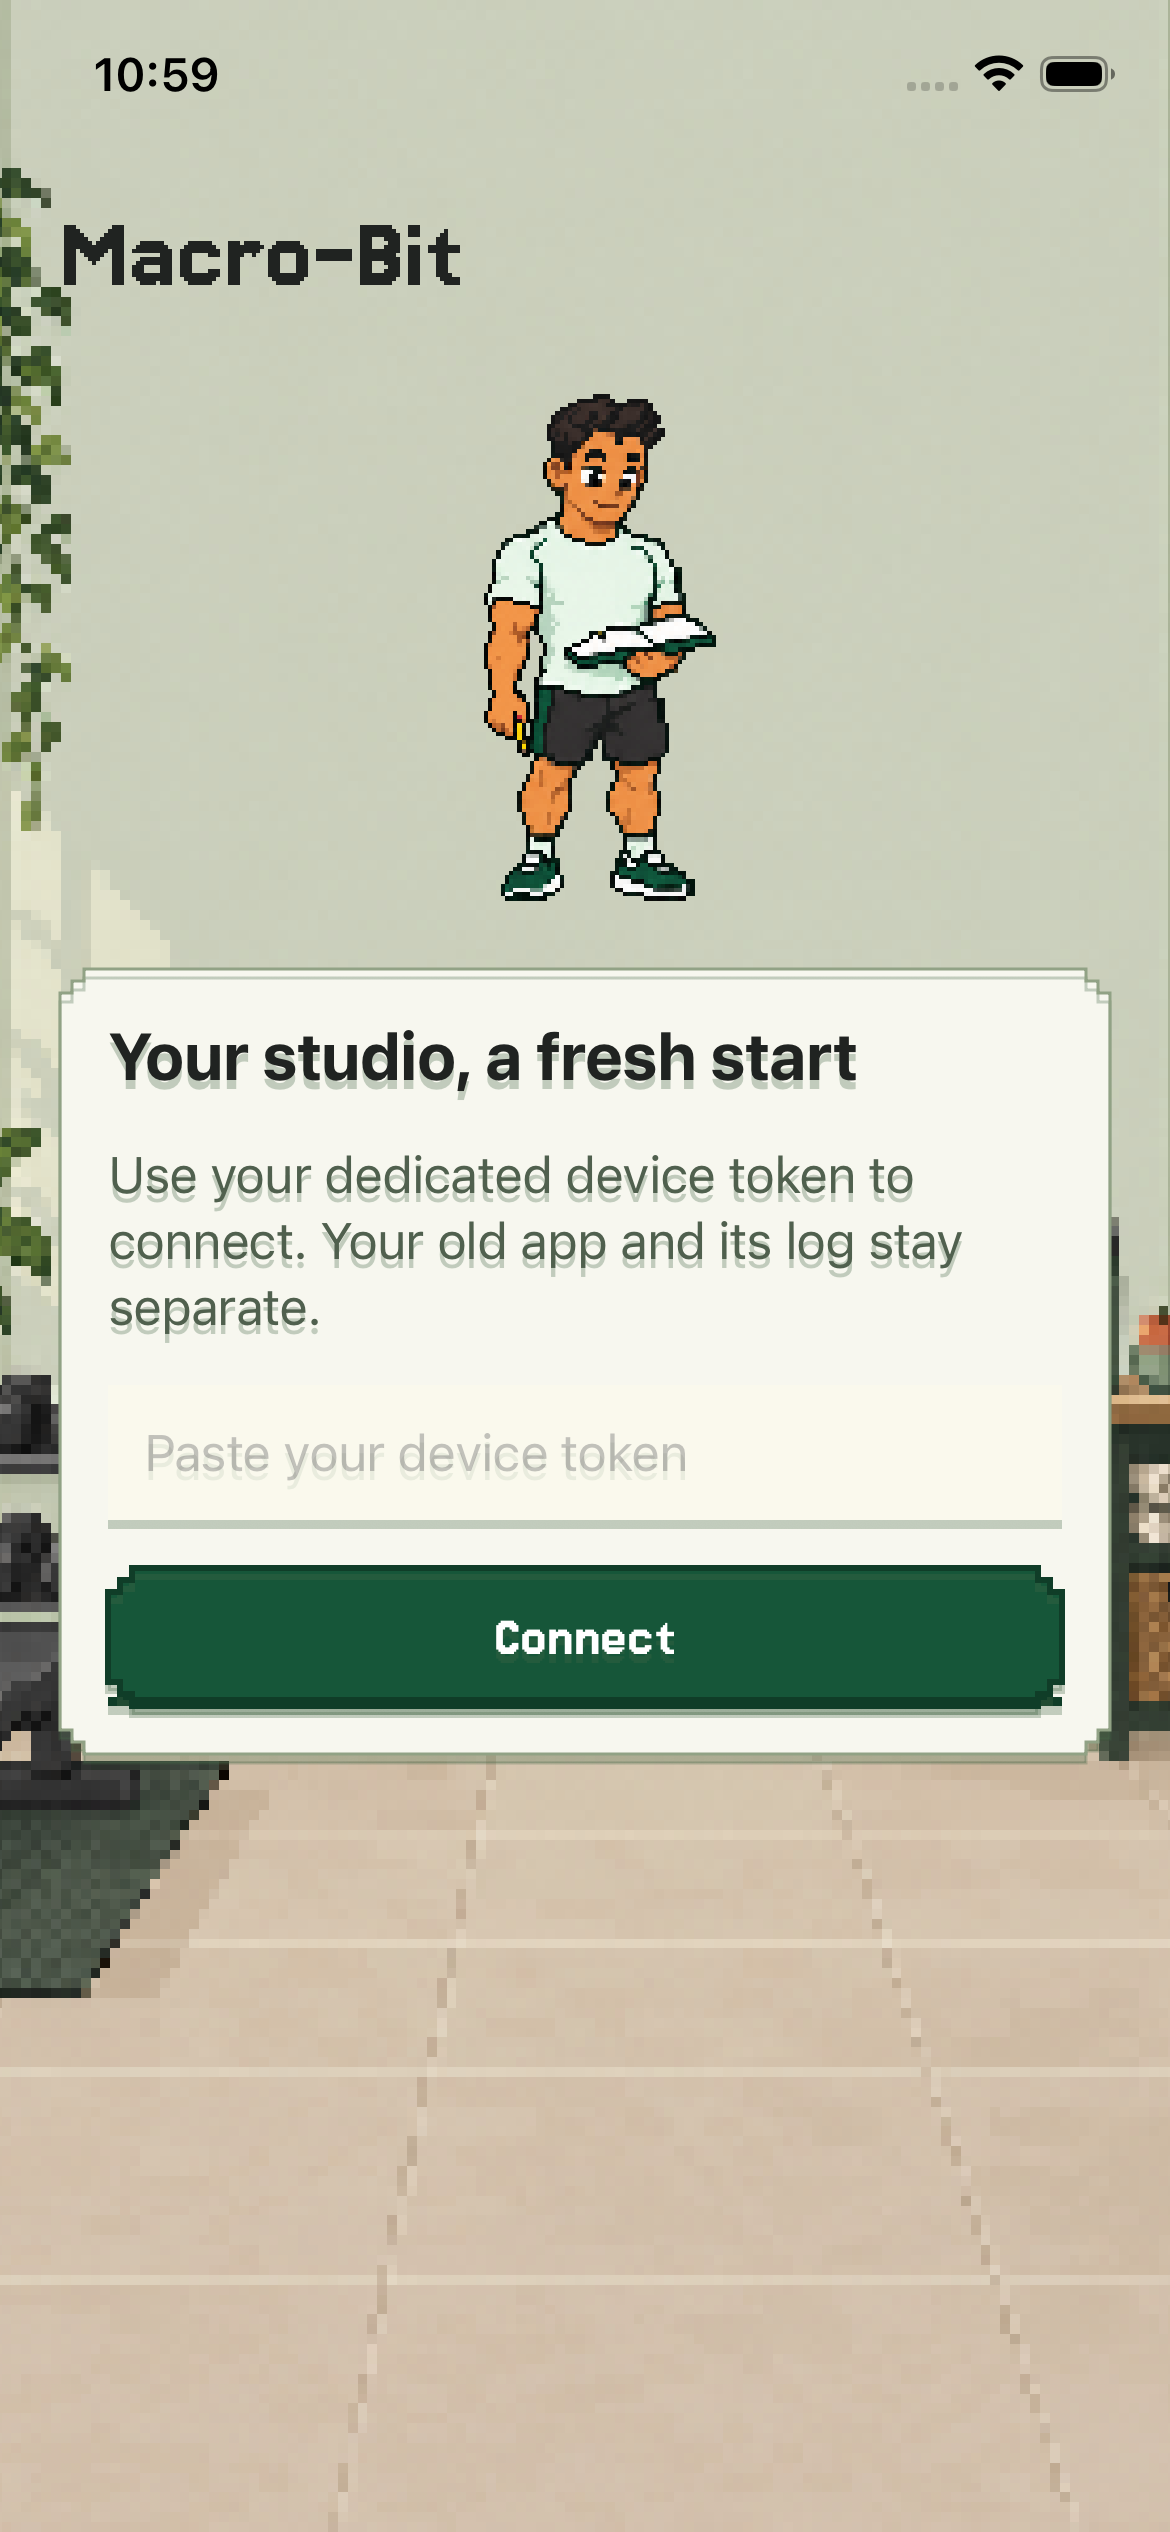 10:59
Macro-Bit
Your studio, a fresh start
Use your dedicated device token to
connect. Your old app and its log stay
separate.
Paste your device token
Connect